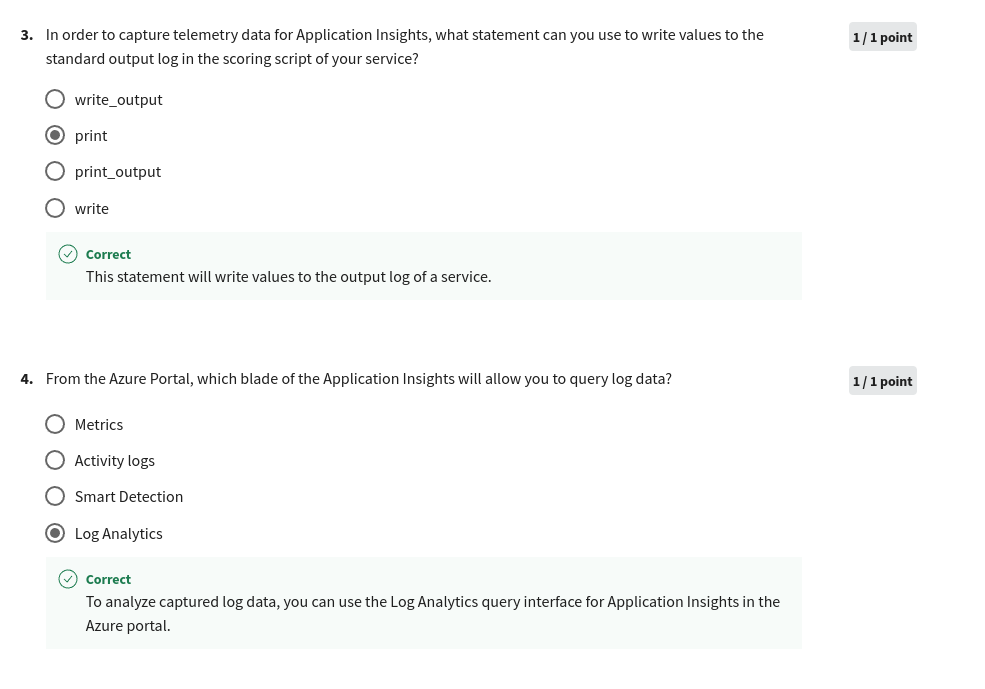 3. In order to capture telemetry data for Application Insights, what statement can you use to write values to the
standard output log in the scoring script of your service?
1 / 1 point
write_output
print
print_output
write
Correct
This statement will write values to the output log of a service.
4. From the Azure Portal, which blade of the Application Insights will allow you to query log data?
1 / 1 point
Metrics
Activity logs
Smart Detection
Log Analytics
Correct
To analyze captured log data, you can use the Log Analytics query interface for Application Insights in the
Azure portal.